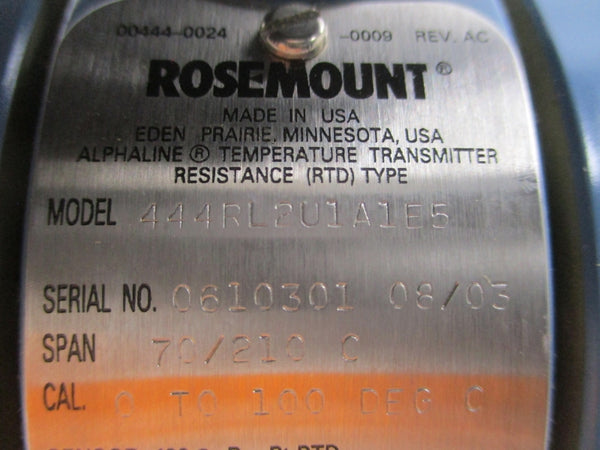 00444-0024 -0009 REV. AC
ROSEMOUNT®
MADE IN USA
EDEN PRAIRIE, MINNESOTA, USA
ALPHALINE ® TEMPERATURE TRANSMITTER
RESISTANCE (RTD) TYPE
MODEL 444RL2U1A1E5
SERIAL NO. 0610301 08/03
SPAN 70/210 C
CAL. 0 TO 100 DEG C